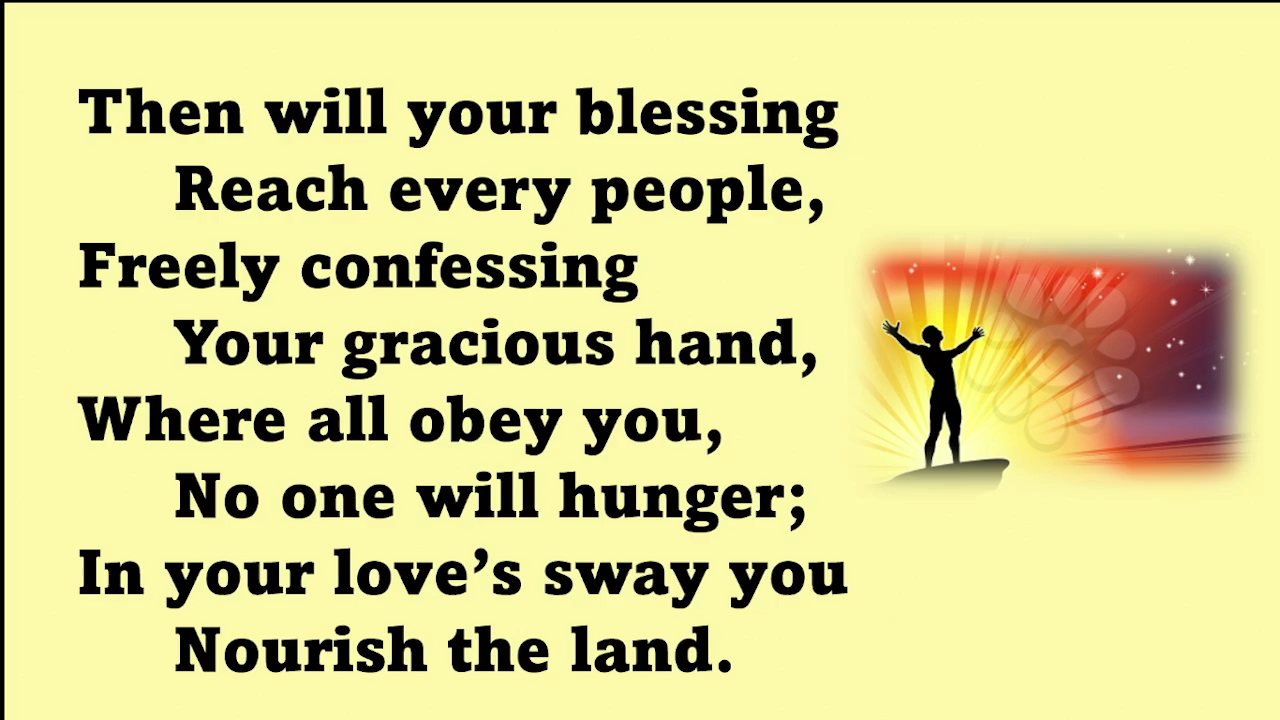 Then will your blessing
Reach every people,
Freely confessing
Your gracious hand,
Where all obey you,
No one will hunger;
In your love’s sway you
Nourish the land.